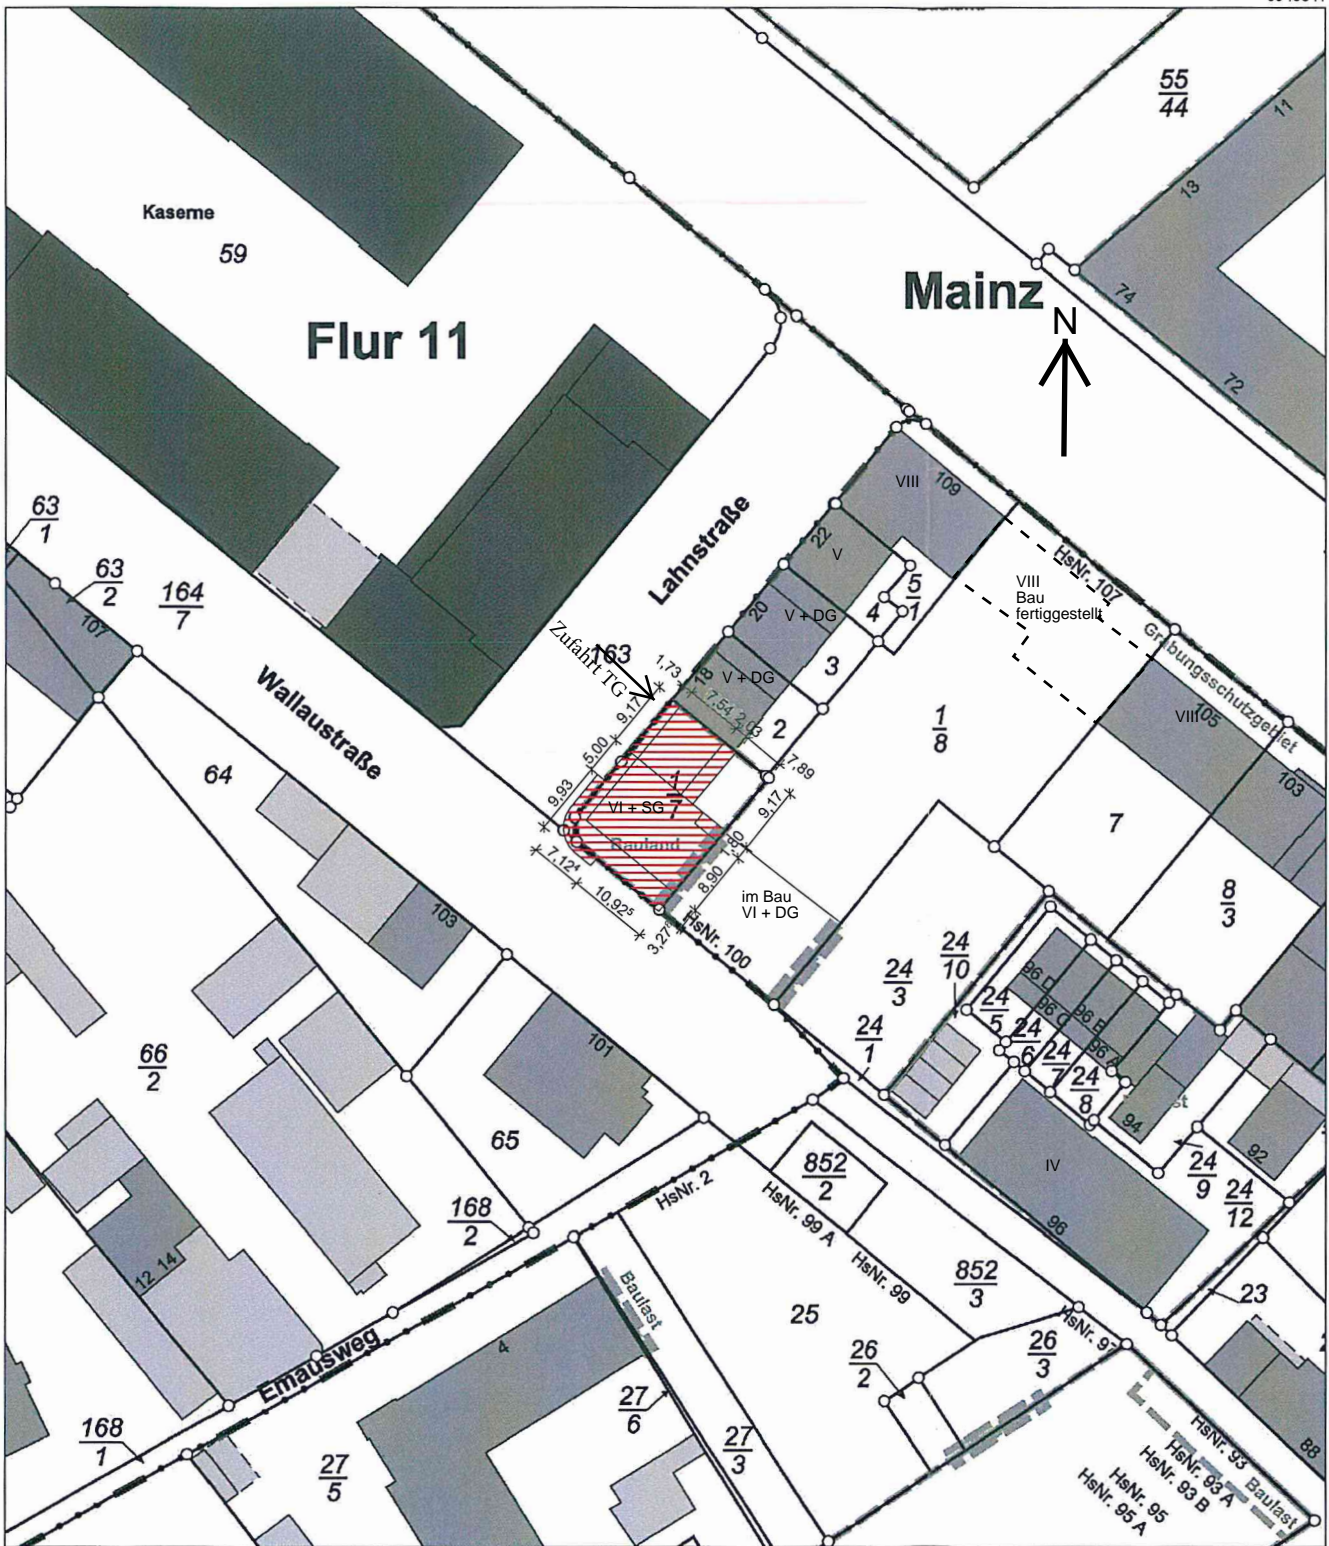 55
44
11
13
Kaserne
59
Mainz
N
74
Flur 11
72
VIII
109
63
1
22
Lahnstraße
V
HsNr. 107
63
2
164
7
5
1
VIII
Bau
fertiggestellt
4
20
V + DG
107
Zufahrt TG
163
Grabungsschutzgebiet
3
Wallaustraße
1,73
18
V + DG
7,54
2,03
9,17
2
1
8
VIII
105
64
5,00
7,89
103
9,93
VI + SG
9,17
7
Bauland
1,80
7,12⁴
8,90
im Bau
VI + DG
10,92⁵
8
3
103
3,27⁵
HsNr. 100
24
10
24
3
96 D
24
5
96 C
96 B
24
1
24
6
96 A
101
24
7
66
2
24
8
94
65
852
2
IV
92
24
9
HsNr. 2
24
12
168
2
HsNr. 99 A
96
12
14
HsNr. 99
852
3
23
Baulast
25
Emausweg
4
26
2
26
3
HsNr. 97
27
6
168
1
27
3
27
5
HsNr. 93
88
HsNr. 93 A
HsNr. 93 B
HsNr. 95
HsNr. 95 A
Baulast